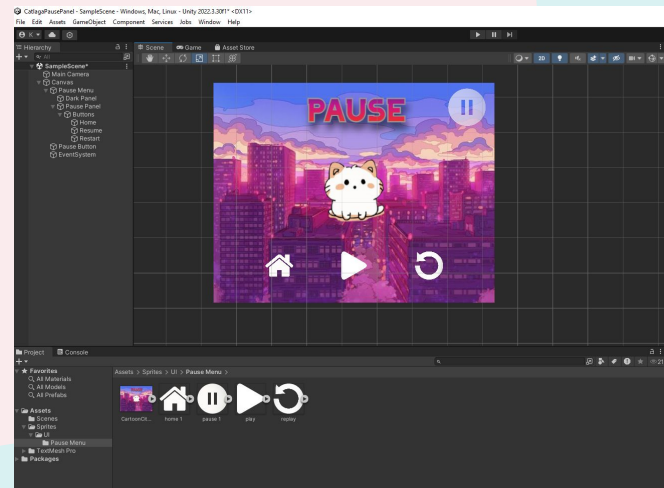 CatlagaPausePanel - SampleScene - Windows, Mac, Linux - Unity 2022.3.30f1* <DX11>
File Edit Assets GameObject Component Services Jobs Window Help
K
Hierarchy
Scene Game Asset Store
All
2D
SampleScene*
Main Camera
Canvas
Pause Menu
Dark Panel
Pause Panel
Buttons
Home
Resume
Restart
Pause Button
EventSystem
PAUSE
Project Console
21
Favorites
All Materials
All Models
All Prefabs
Assets
Scenes
Sprites
UI
Pause Menu
TextMesh Pro
Packages
Assets > Sprites > UI > Pause Menu >
CartoonCit... home 1 pause 1 play replay